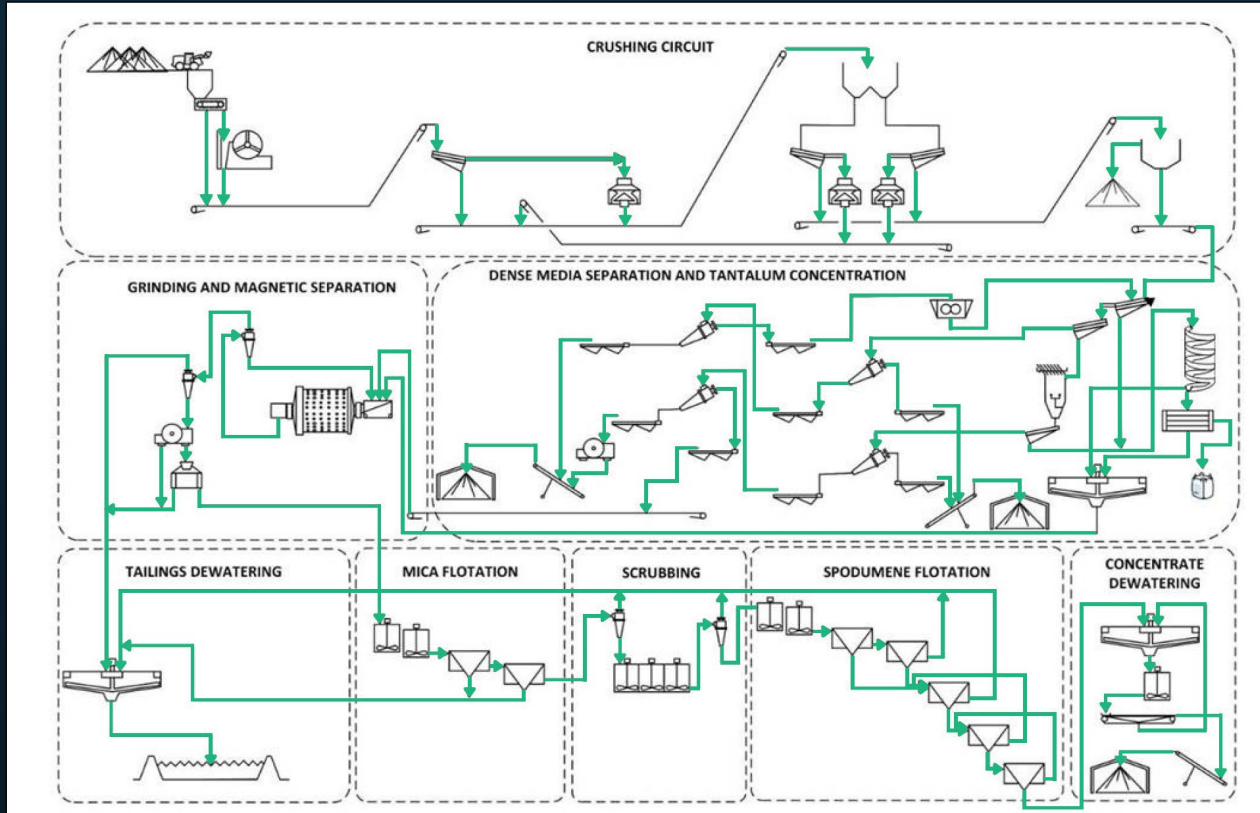 CRUSHING CIRCUIT
GRINDING AND MAGNETIC SEPARATION
DENSE MEDIA SEPARATION AND TANTALUM CONCENTRATION
TAILINGS DEWATERING
MICA FLOTATION
SCRUBBING
SPODUMENE FLOTATION
CONCENTRATE
DEWATERING